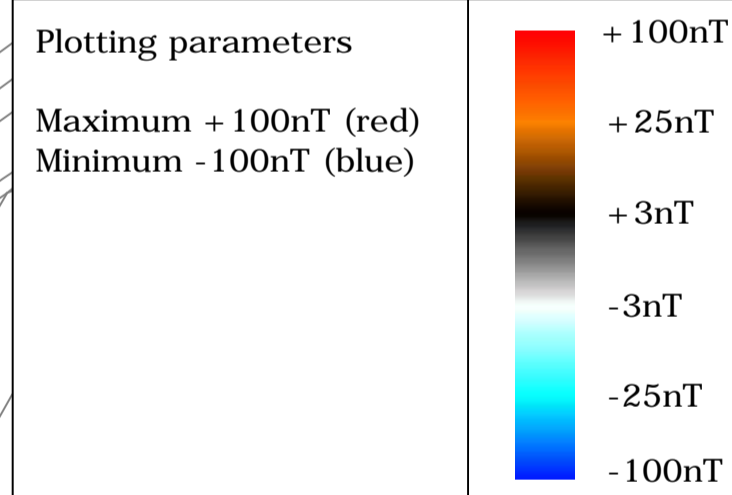 Plotting parameters
Maximum +100nT (red)
Minimum -100nT (blue)
+100nT
+25nT
+3nT
-3nT
-25nT
-100nT